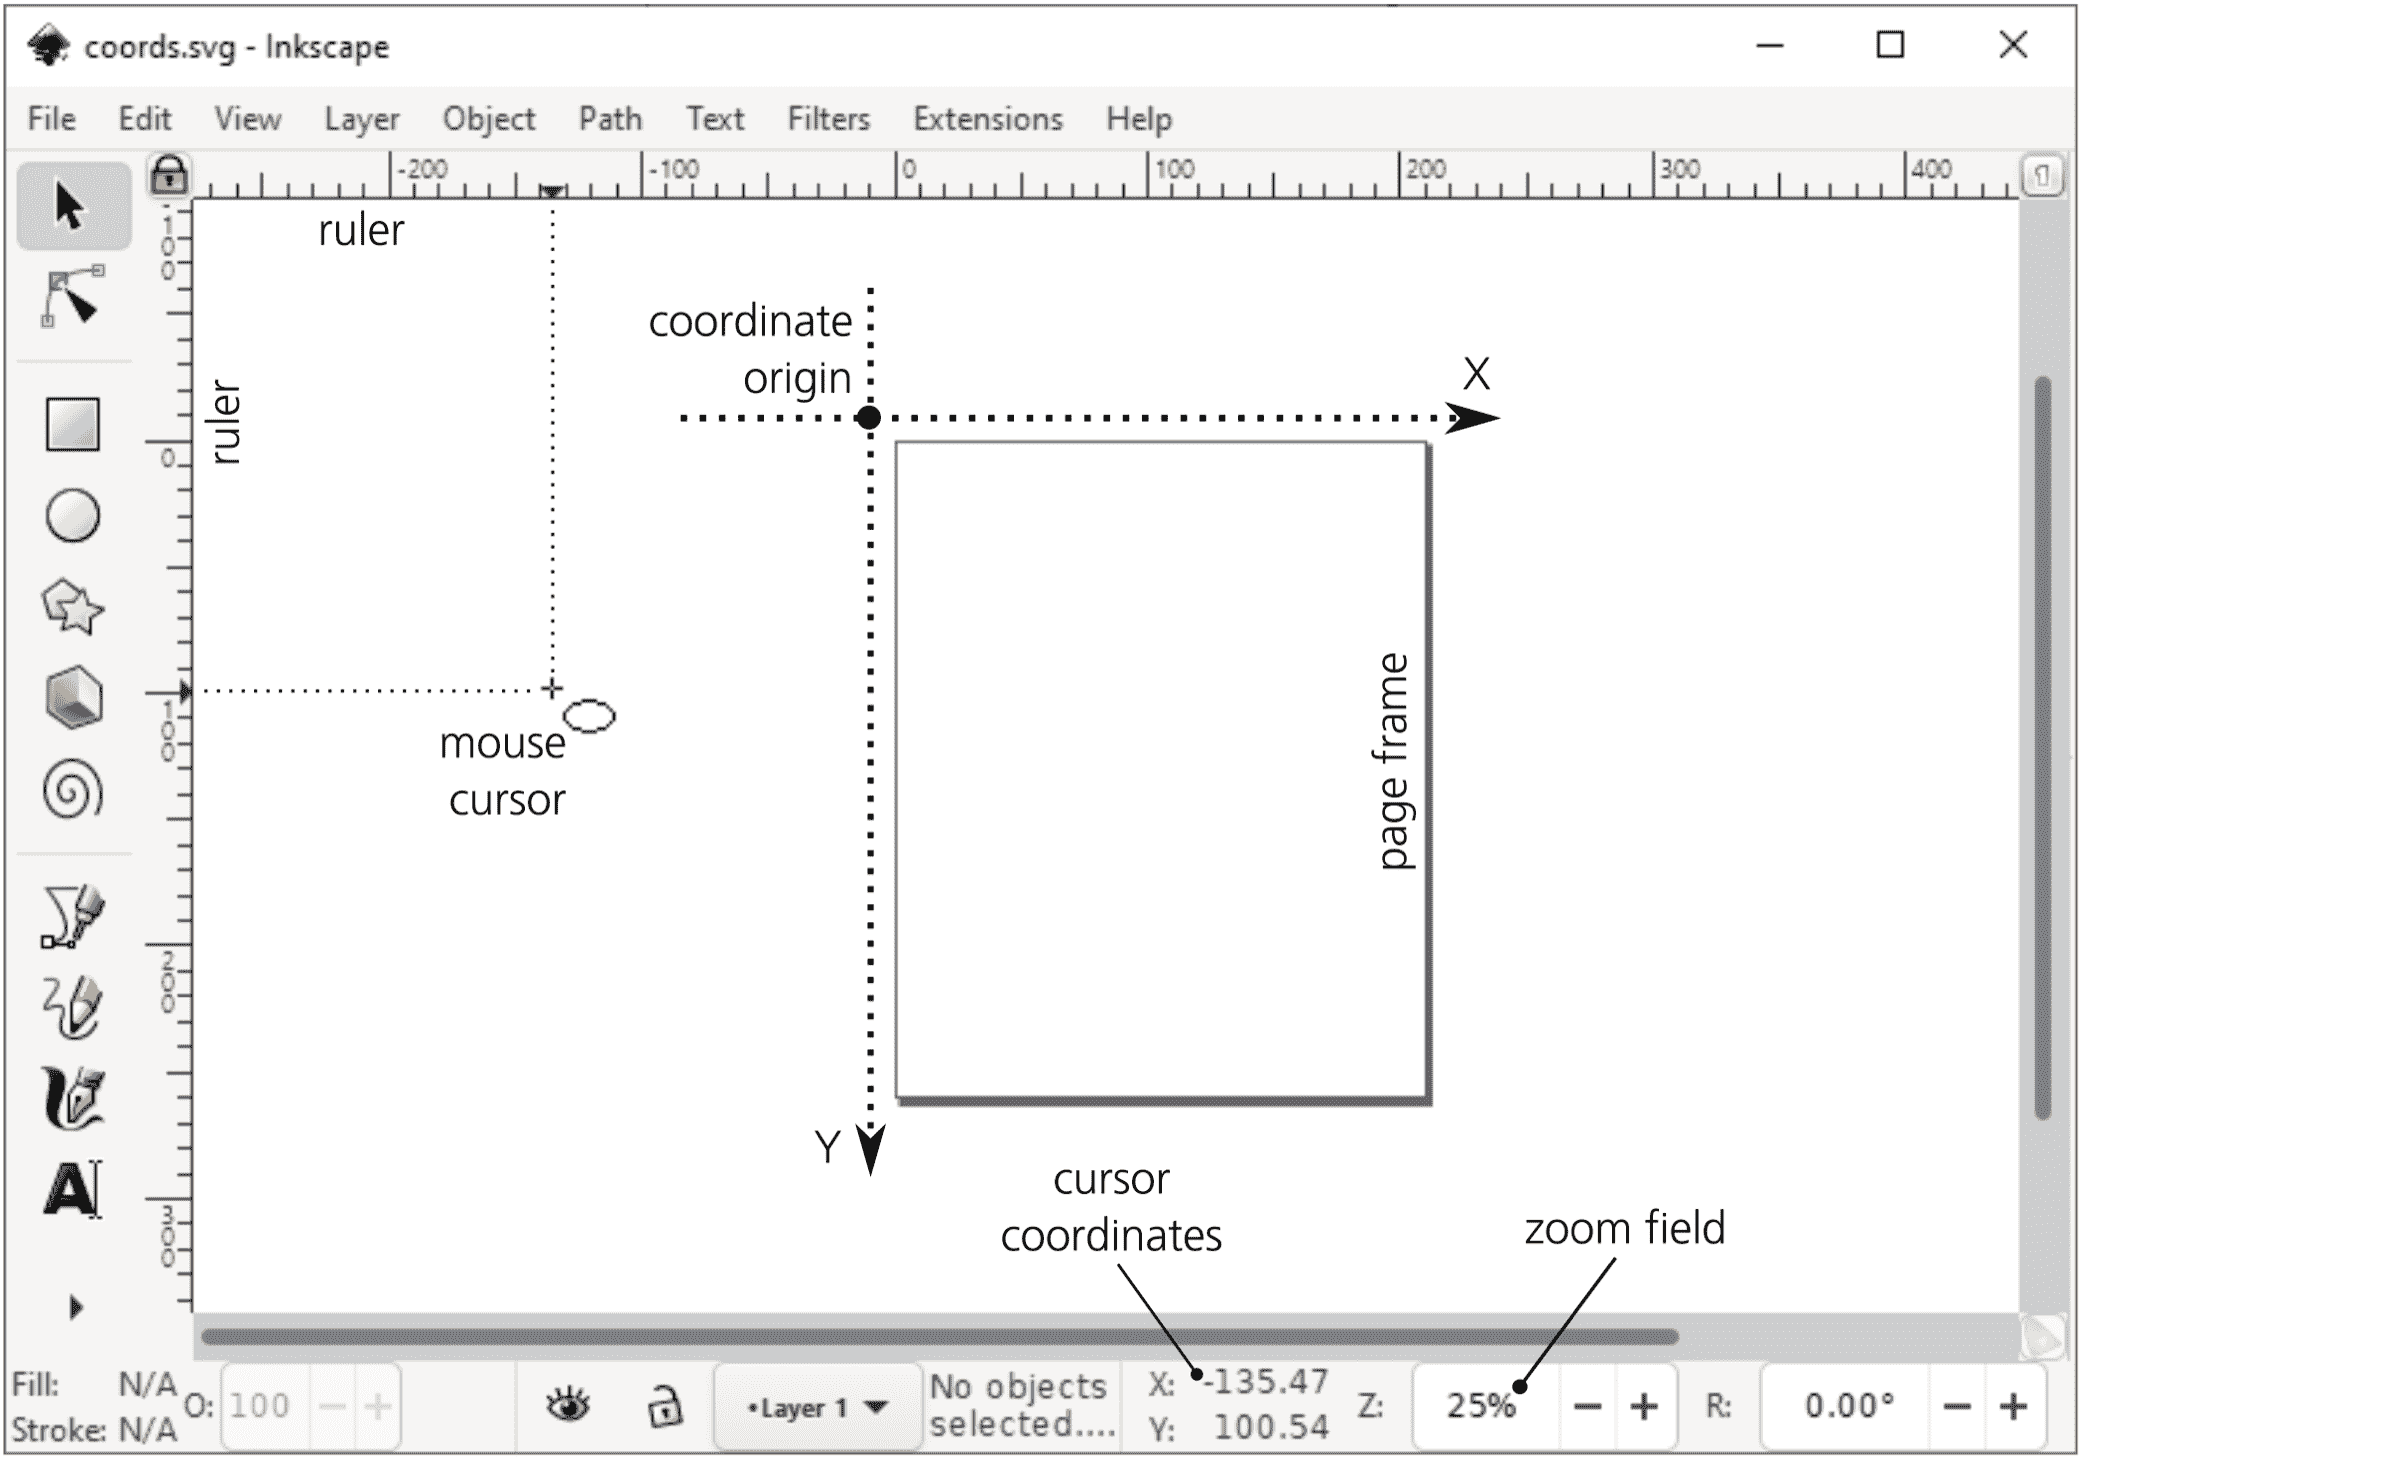 coords.svg - Inkscape
File Edit View Layer Object Path Text Filters Extensions Help
-200 -100 0 100 200 300 400
ruler
-100
0
100
200
300
ruler
coordinate
origin
X
mouse
cursor
page frame
Y
cursor
coordinates
zoom field
Fill: N/A
Stroke: N/A
O: 100 - +
•Layer 1
No objects
selected....
X: -135.47
Y: 100.54
Z: 25% - +
R: 0.00° - +